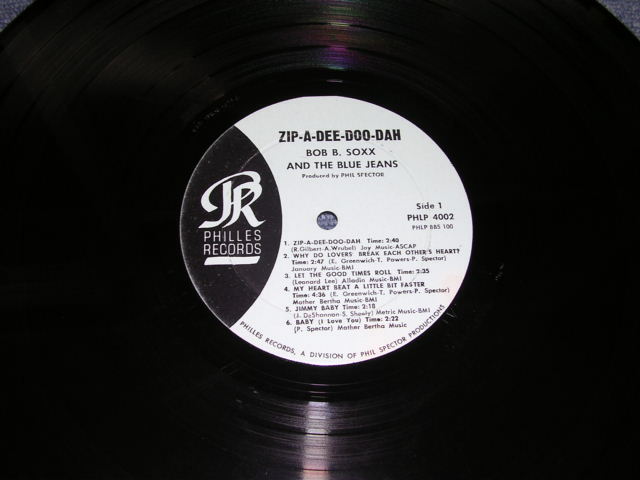 ZIP-A-DEE-DOO-DAH
BOB B. SOXX
AND THE BLUE JEANS
Produced by PHIL SPECTOR
Side 1
PHLP 4002
PHLP 885 100
PR
PHILLES
RECORDS
1. ZIP-A-DEE-DOO-DAH Time: 2:40
(R.Gilbert-A.Wrubel) Joy Music-ASCAP
2. WHY DO LOVERS BREAK EACH OTHER'S HEART?
Time: 2:47 (E. Greenwich-T. Powers-P. Spector)
January Music-BMI
3. LET THE GOOD TIMES ROLL Time: 2:35
(Leonard Lee) Alladin Music-BMI
4. MY HEART BEAT A LITTLE BIT FASTER
Time: 4:36 (E. Greenwich-T. Powers-P. Spector)
Mother Bertha Music-BMI
5. JIMMY BABY Time: 2:18
(J. DeShannon-S. Sheely) Metric Music-BMI
6. BABY (I Love You) Time: 2:22
(P. Spector) Mother Bertha Music
PHILLES RECORDS, A DIVISION OF PHIL SPECTOR PRODUCTIONS